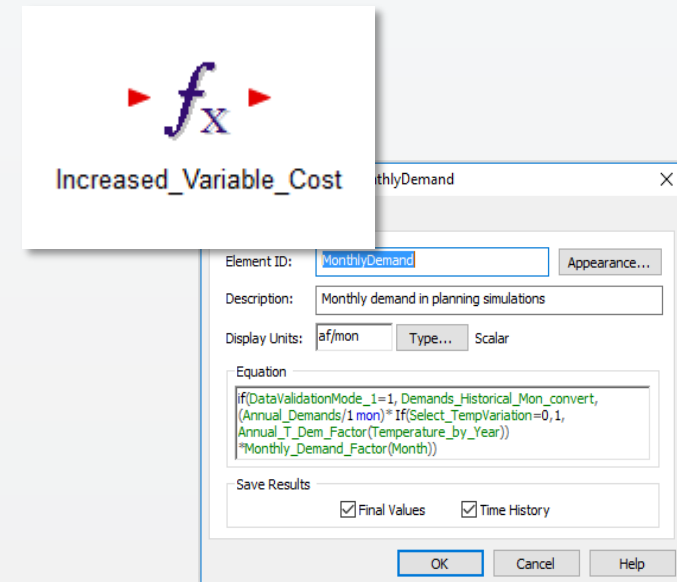 fx
Increased_Variable_Cost
thlyDemand
Element ID: MonthlyDemand Appearance...
Description: Monthly demand in planning simulations
Display Units: af/mon Type... Scalar
Equation
if(DataValidationMode_1=1, Demands_Historical_Mon_convert,
(Annual_Demands/1 mon)* If(Select_TempVariation=0,1,
Annual_T_Dem_Factor(Temperature_by_Year))
*Monthly_Demand_Factor(Month))
Save Results
Final Values Time History
OK Cancel Help